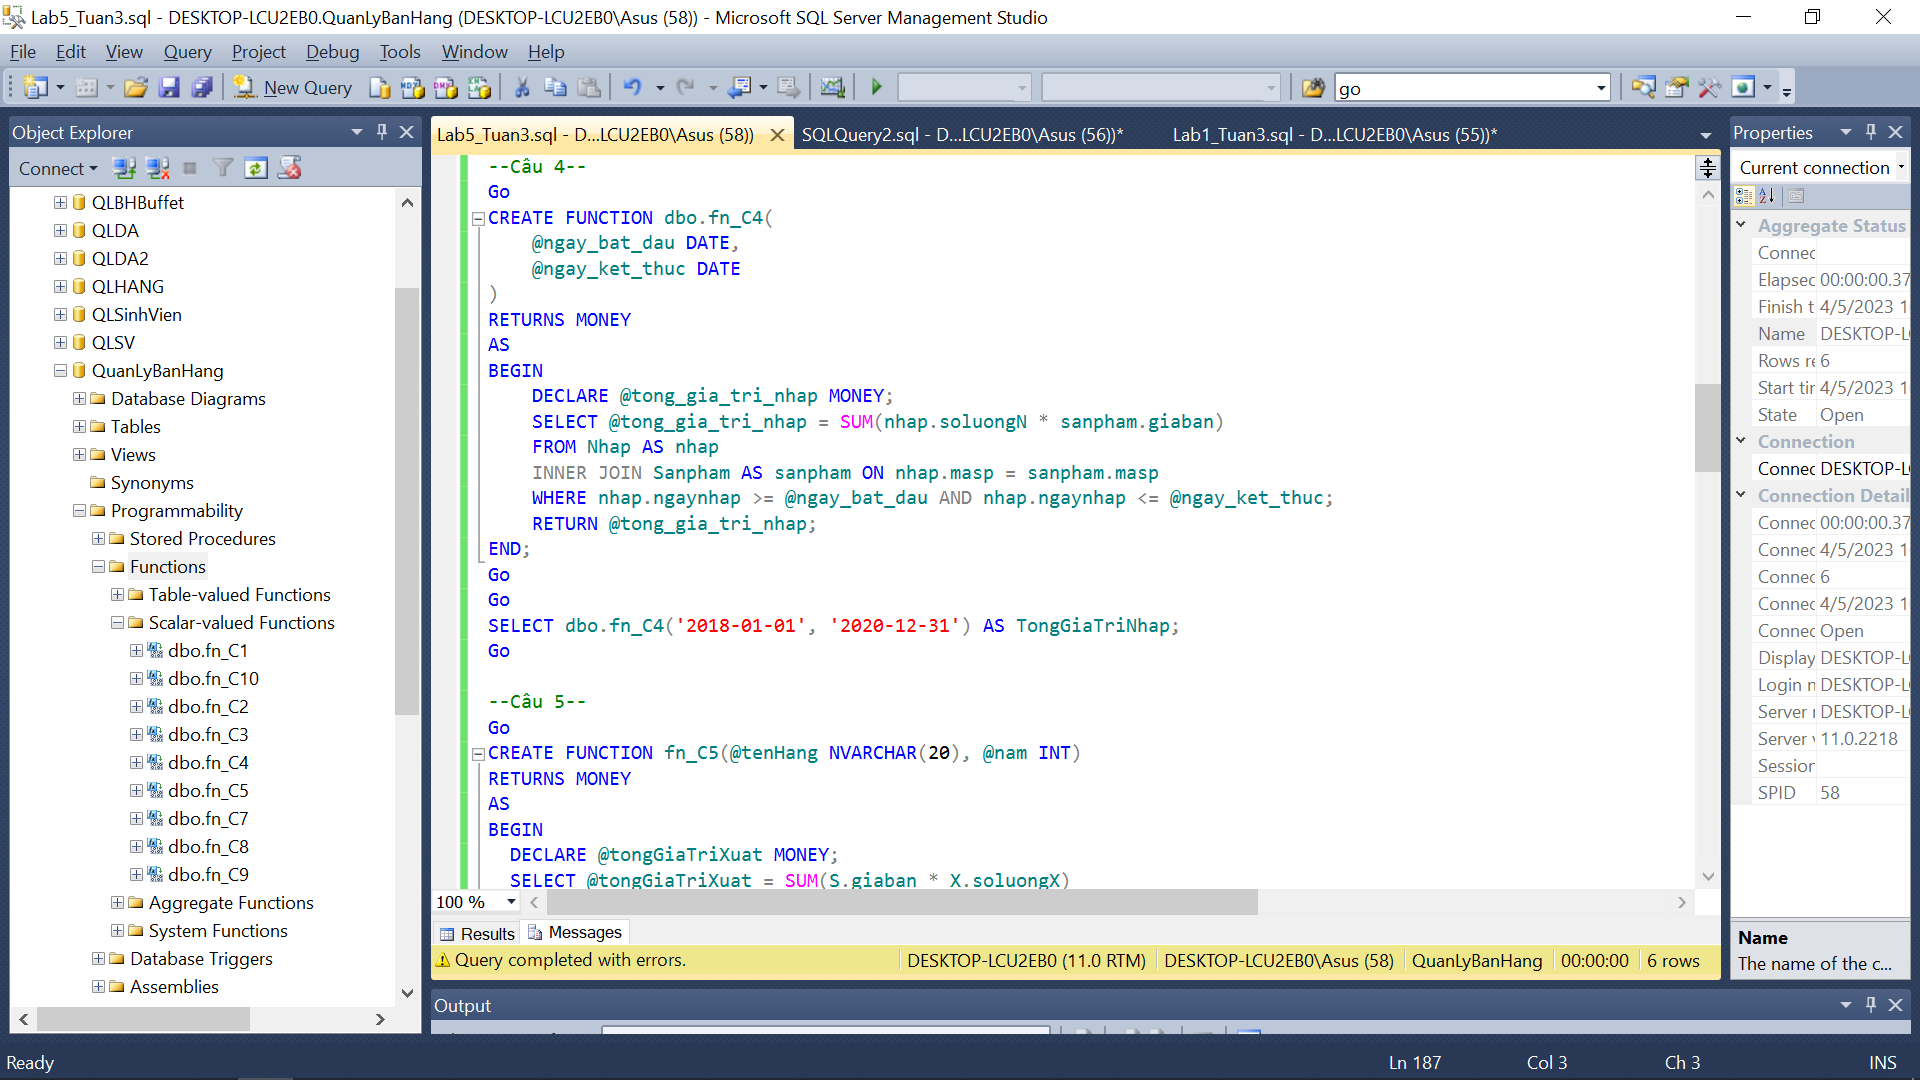 Lab5_Tuan3.sql - DESKTOP-LCU2EB0.QuanLyBanHang (DESKTOP-LCU2EB0\Asus (58)) - Microsoft SQL Server Management Studio
File Edit View Query Project Debug Tools Window Help
New Query
go
Object Explorer
Connect
QLBHBuffet
QLDA
QLDA2
QLHANG
QLSinhVien
QLSV
QuanLyBanHang
Database Diagrams
Tables
Views
Synonyms
Programmability
Stored Procedures
Functions
Table-valued Functions
Scalar-valued Functions
dbo.fn_C1
dbo.fn_C10
dbo.fn_C2
dbo.fn_C3
dbo.fn_C4
dbo.fn_C5
dbo.fn_C7
dbo.fn_C8
dbo.fn_C9
Aggregate Functions
System Functions
Database Triggers
Assemblies
Lab5_Tuan3.sql - D...LCU2EB0\Asus (58)) SQLQuery2.sql - D...LCU2EB0\Asus (56))* Lab1_Tuan3.sql - D...LCU2EB0\Asus (55))*
--Câu 4--
Go
CREATE FUNCTION dbo.fn_C4(
@ngay_bat_dau DATE,
@ngay_ket_thuc DATE
)
RETURNS MONEY
AS
BEGIN
DECLARE @tong_gia_tri_nhap MONEY;
SELECT @tong_gia_tri_nhap = SUM(nhap.soluongN * sanpham.giaban)
FROM Nhap AS nhap
INNER JOIN Sanpham AS sanpham ON nhap.masp = sanpham.masp
WHERE nhap.ngaynhap >= @ngay_bat_dau AND nhap.ngaynhap <= @ngay_ket_thuc;
RETURN @tong_gia_tri_nhap;
END;
Go
Go
SELECT dbo.fn_C4('2018-01-01', '2020-12-31') AS TongGiaTriNhap;
Go
--Câu 5--
Go
CREATE FUNCTION fn_C5(@tenHang NVARCHAR(20), @nam INT)
RETURNS MONEY
AS
BEGIN
DECLARE @tongGiaTriXuat MONEY;
SELECT @tongGiaTriXuat = SUM(S.giaban * X.soluongX)
100 %
Results Messages
Query completed with errors. DESKTOP-LCU2EB0 (11.0 RTM) DESKTOP-LCU2EB0\Asus (58) QuanLyBanHang 00:00:00 6 rows
Output
Properties
Current connection
Aggregate Status
Connec
Elapsec 00:00:00.37
Finish t 4/5/2023 1
Name DESKTOP-L
Rows re 6
Start tir 4/5/2023 1
State Open
Connection
Connec DESKTOP-L
Connection Detail
Connec 00:00:00.37
Connec 4/5/2023 1
Connec 6
Connec 4/5/2023 1
Connec Open
Display DESKTOP-L
Login n DESKTOP-L
Server r DESKTOP-L
Server v 11.0.2218
Session
SPID 58
Name
The name of the c...
Ready Ln 187 Col 3 Ch 3 INS